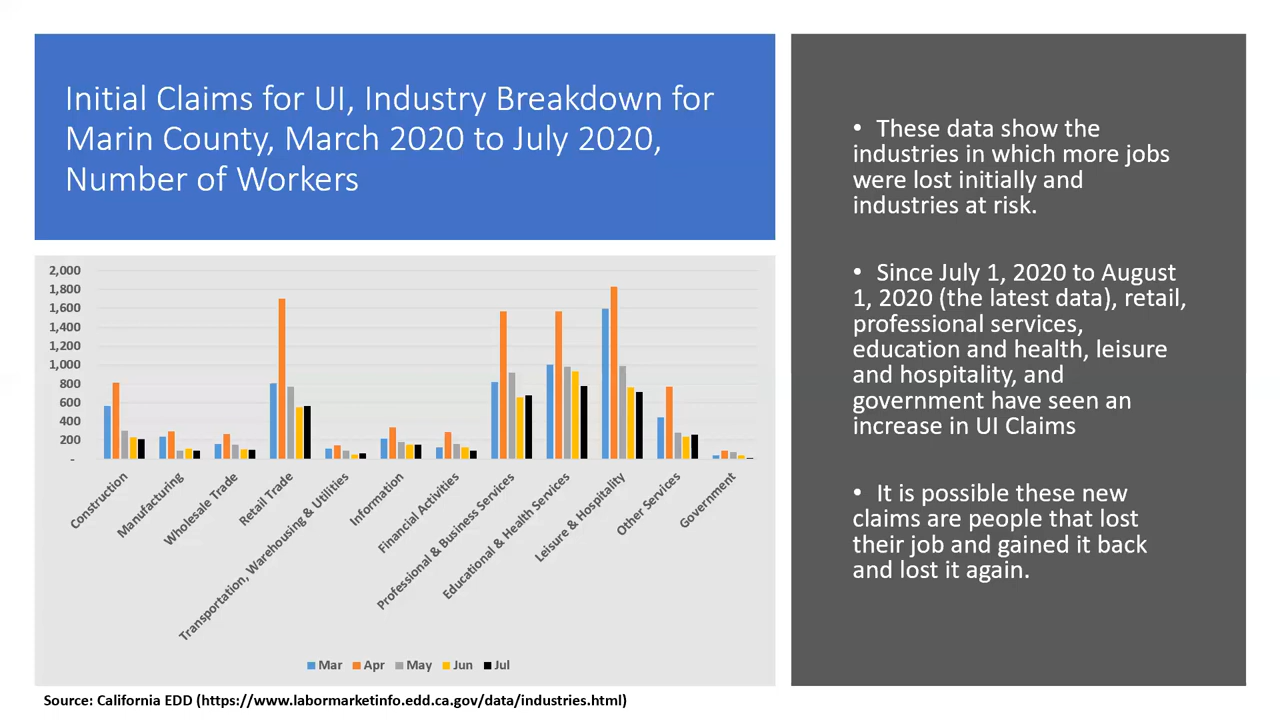 Initial Claims for UI, Industry Breakdown for
Marin County, March 2020 to July 2020,
Number of Workers
2,000
1,800
1,600
1,400
1,200
1,000
800
600
400
200
-
Construction
Manufacturing
Wholesale Trade
Retail Trade
Transportation, Warehousing & Utilities
Information
Financial Activities
Professional & Business Services
Educational & Health Services
Leisure & Hospitality
Other Services
Government
Mar Apr May Jun Jul
Source: California EDD (https://www.labormarketinfo.edd.ca.gov/data/industries.html)
• These data show the
industries in which more jobs
were lost initially and
industries at risk.
• Since July 1, 2020 to August
1, 2020 (the latest data), retail,
professional services,
education and health, leisure
and hospitality, and
government have seen an
increase in UI Claims
• It is possible these new
claims are people that lost
their job and gained it back
and lost it again.